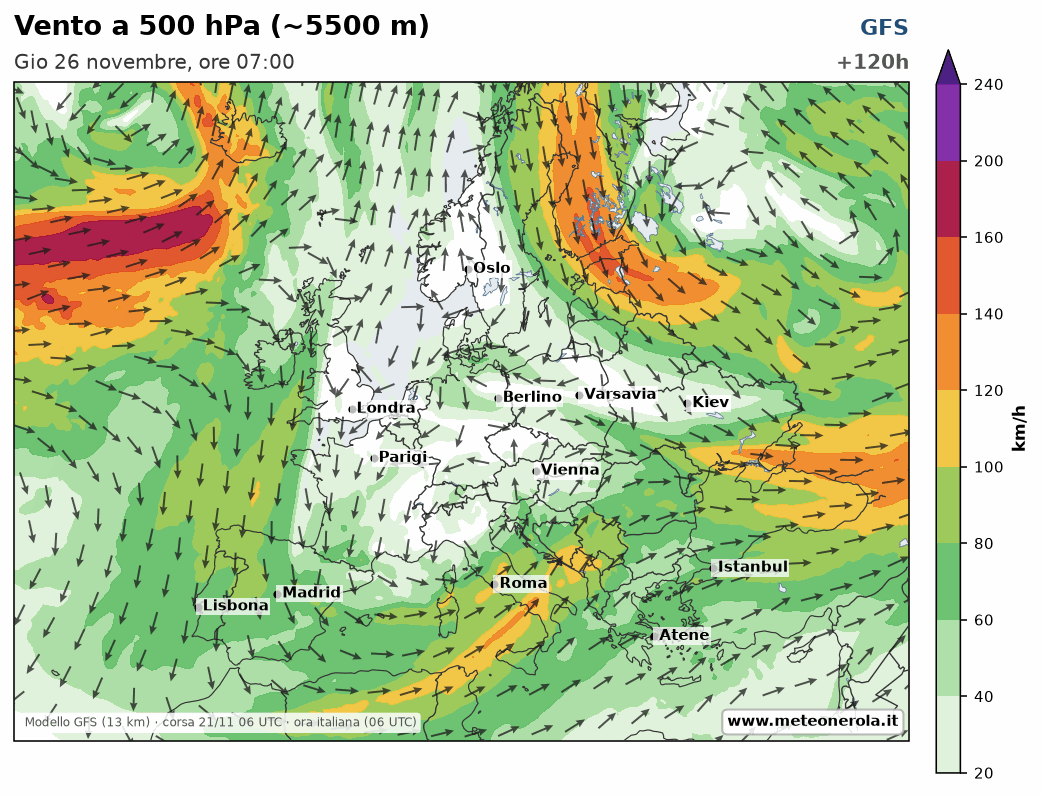 Vento a 500 hPa (~5500 m)
GFS
Gio 26 novembre, ore 07:00
+120h
240
200
160
140
120
100
80
60
40
20
km/h
Oslo
Berlino
Varsavia
Kiev
Londra
Parigi
Vienna
Istanbul
Roma
Madrid
Lisbona
Atene
Modello GFS (13 km) · corsa 21/11 06 UTC · ora italiana (06 UTC)
www.meteonerola.it